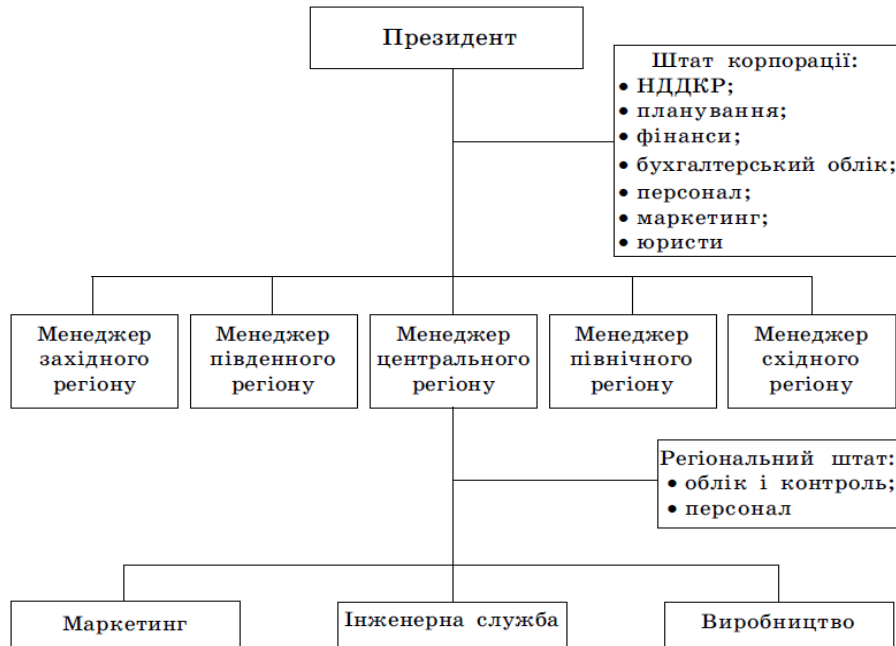 Президент
Штат корпорації:
• НДДКР;
• планування;
• фінанси;
• бухгалтерський облік;
• персонал;
• маркетинг;
• юристи
Менеджер
західного
регіону
Менеджер
південного
регіону
Менеджер
центрального
регіону
Менеджер
північного
регіону
Менеджер
східного
регіону
Регіональний штат:
• облік і контроль;
• персонал
Маркетинг
Інженерна служба
Виробництво